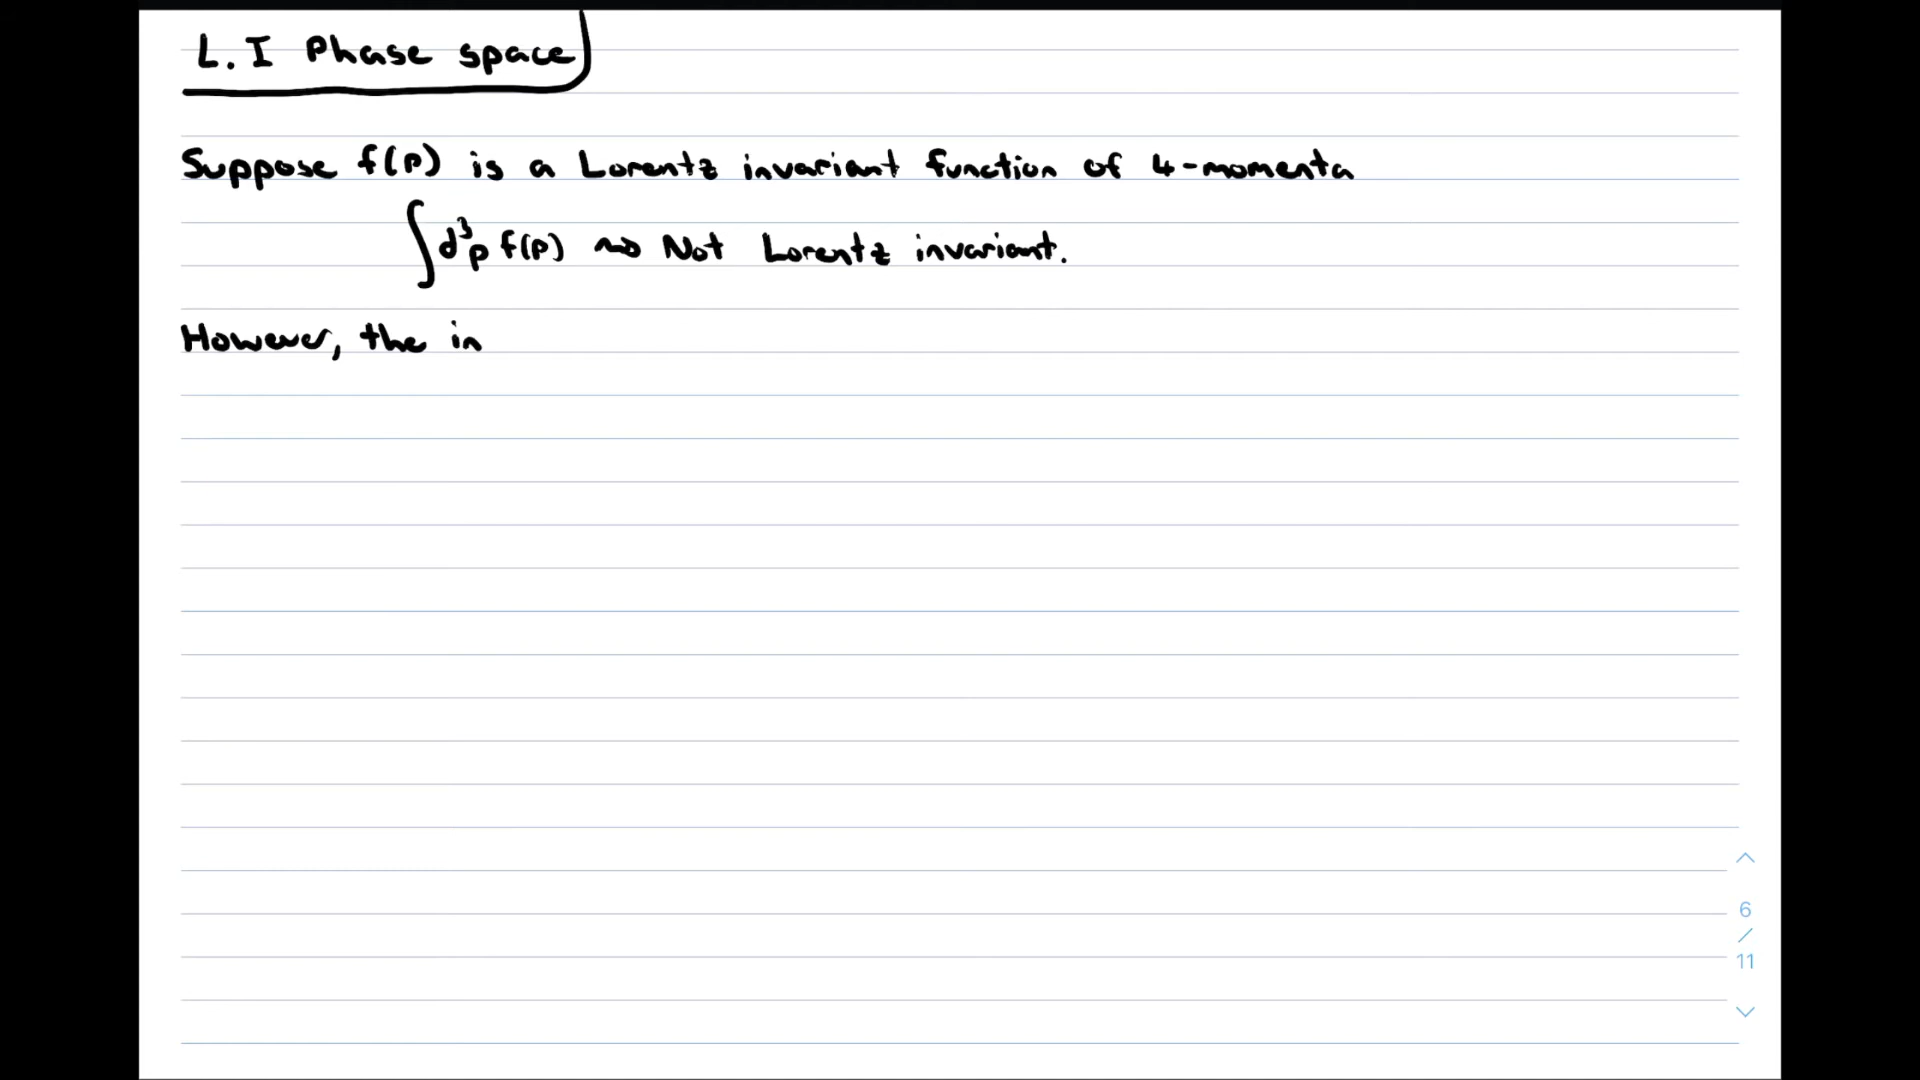 L.I Phase space
Suppose f(p) is a Lorentz invariant function of 4-momenta
∫d³p f(p) ⇝ Not Lorentz invariant.
However, the in
6
/
11